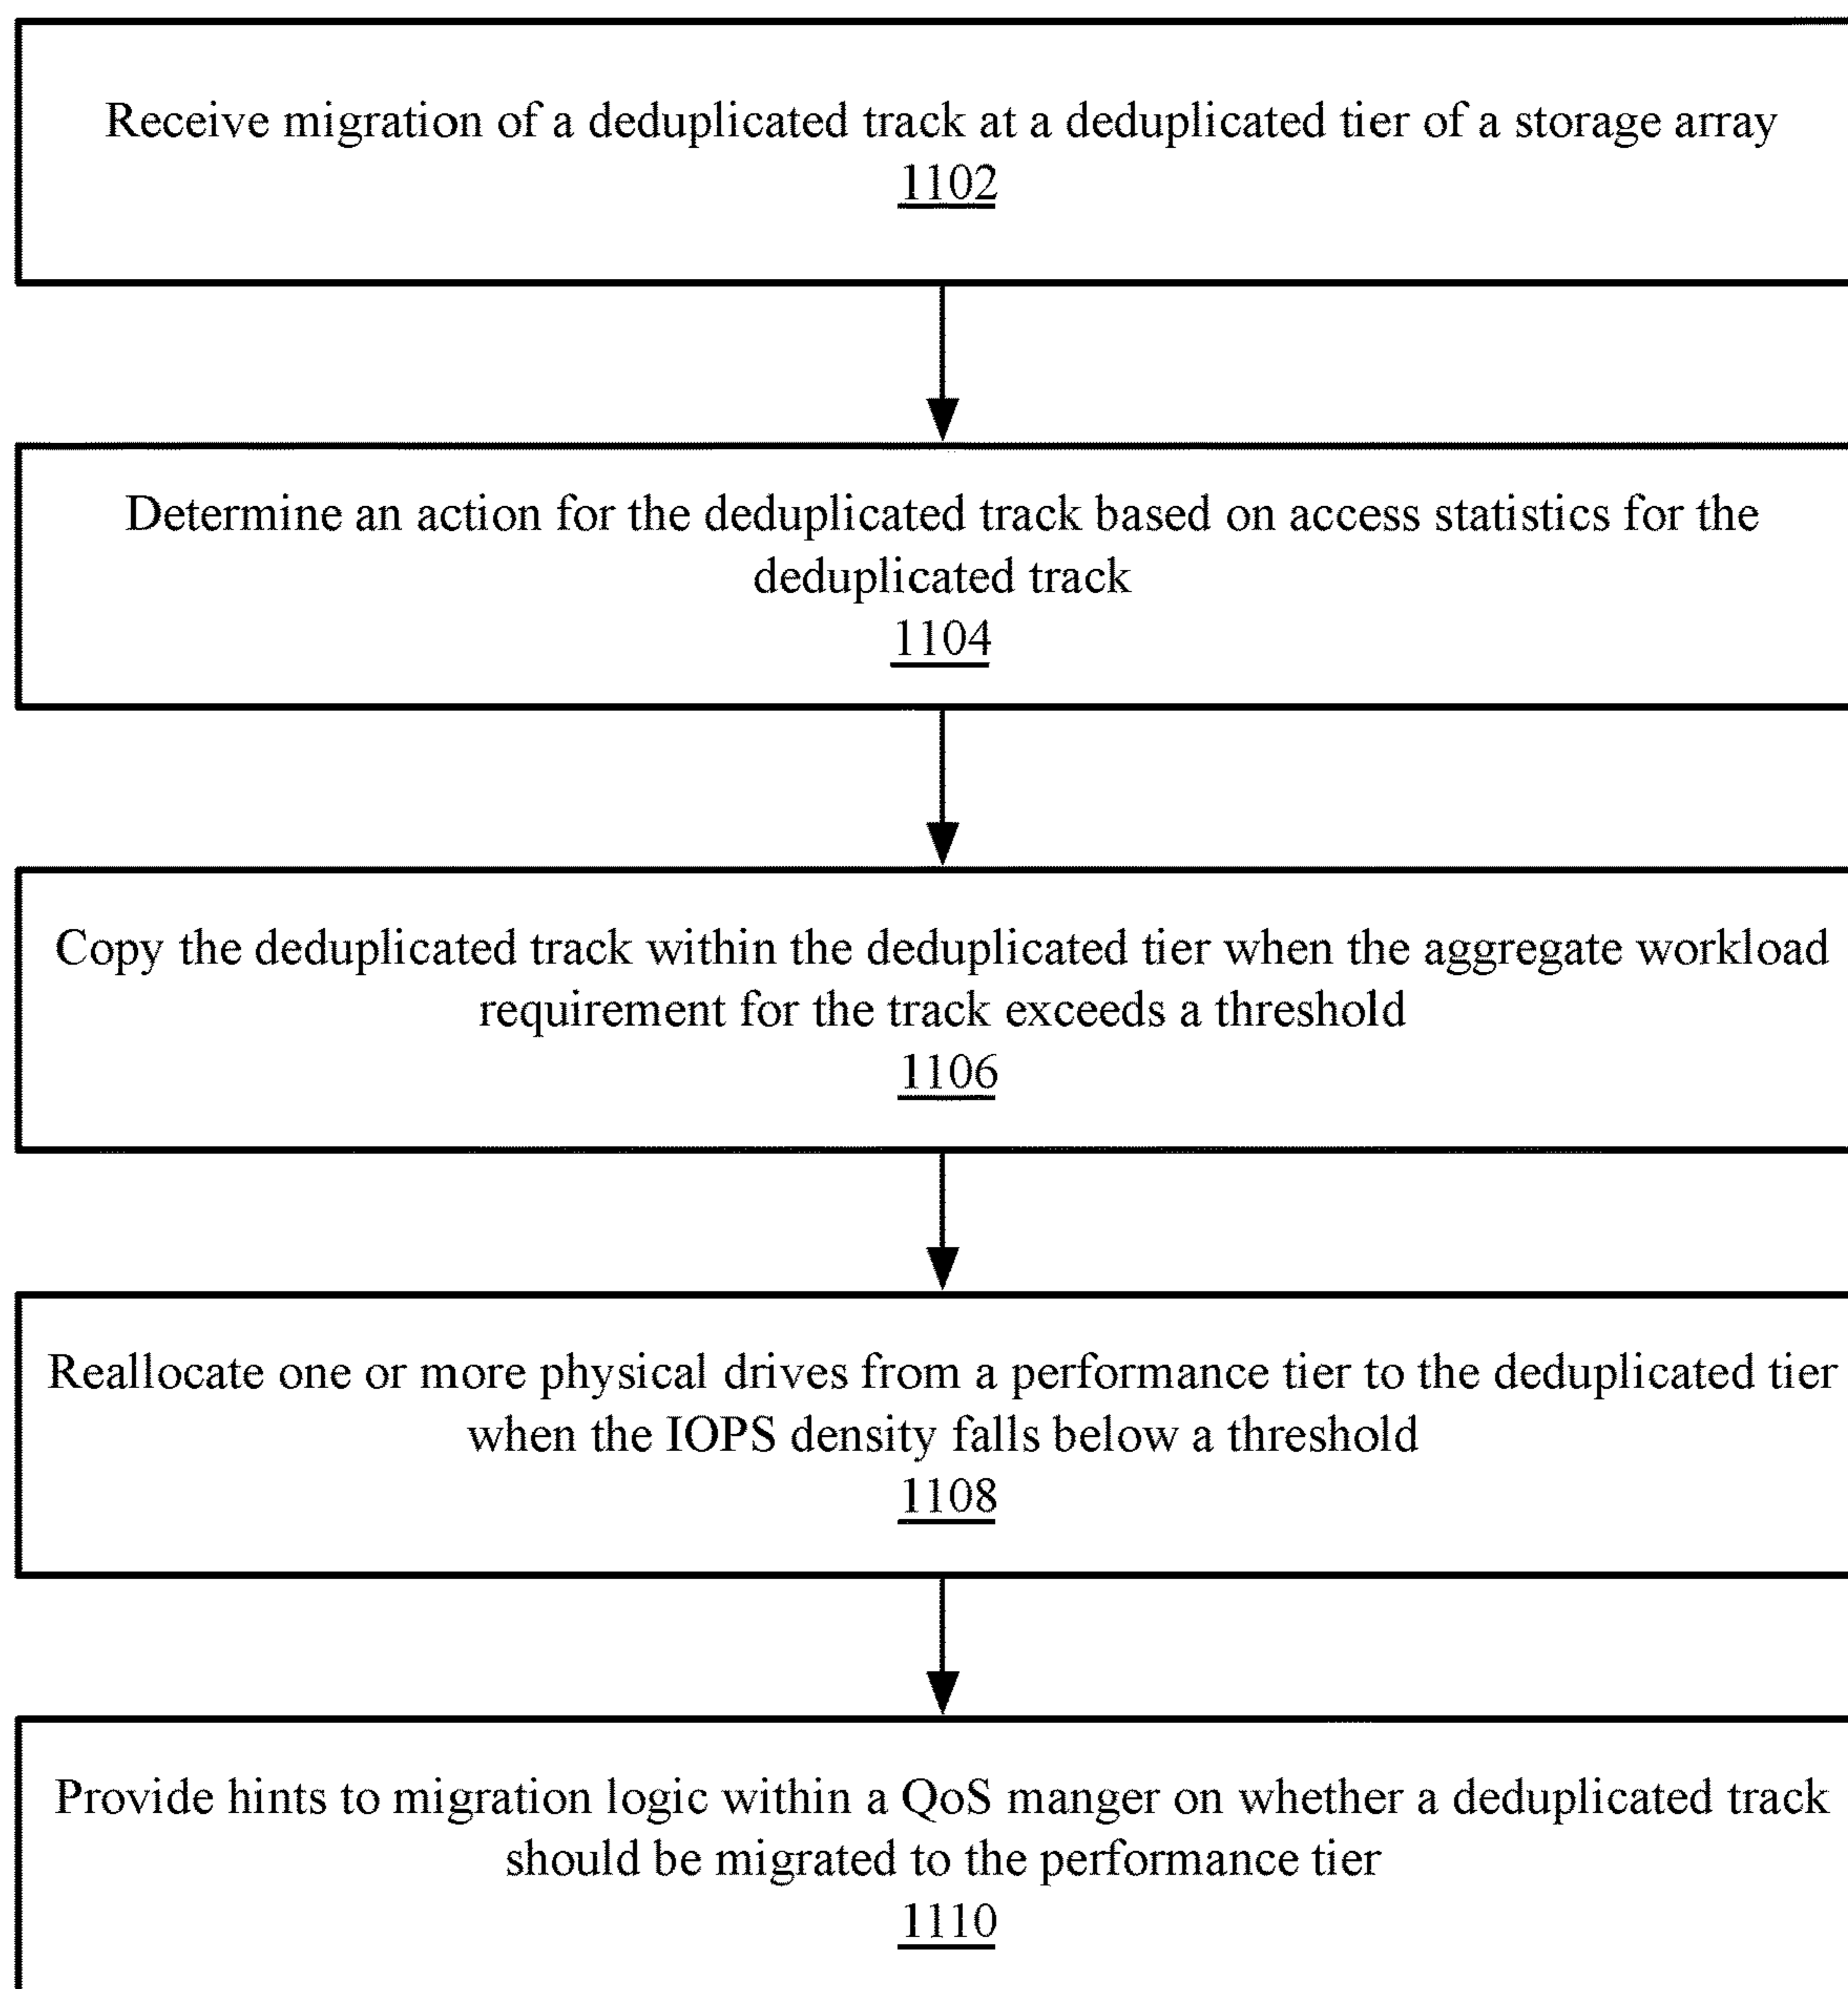 Receive migration of a deduplicated track at a deduplicated tier of a storage array
1102
Determine an action for the deduplicated track based on access statistics for the
deduplicated track
1104
Copy the deduplicated track within the deduplicated tier when the aggregate workload
requirement for the track exceeds a threshold
1106
Reallocate one or more physical drives from a performance tier to the deduplicated tier
when the IOPS density falls below a threshold
1108
Provide hints to migration logic within a QoS manger on whether a deduplicated track
should be migrated to the performance tier
1110